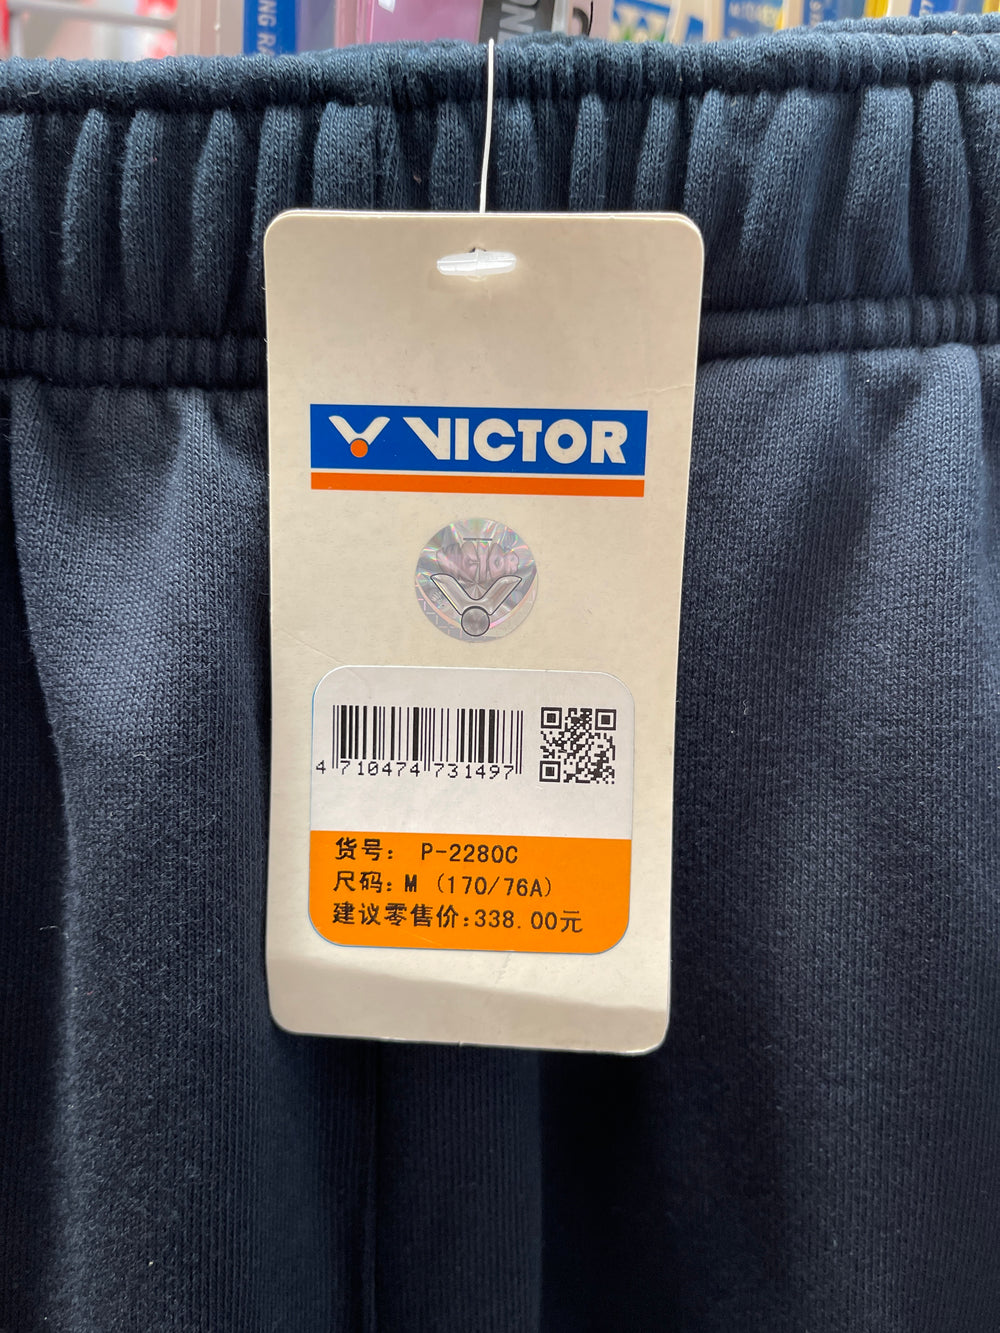 VICTOR
VICTOR
4 710474 731497
货号: P-2280C
尺码: M (170/76A)
建议零售价:338.00元